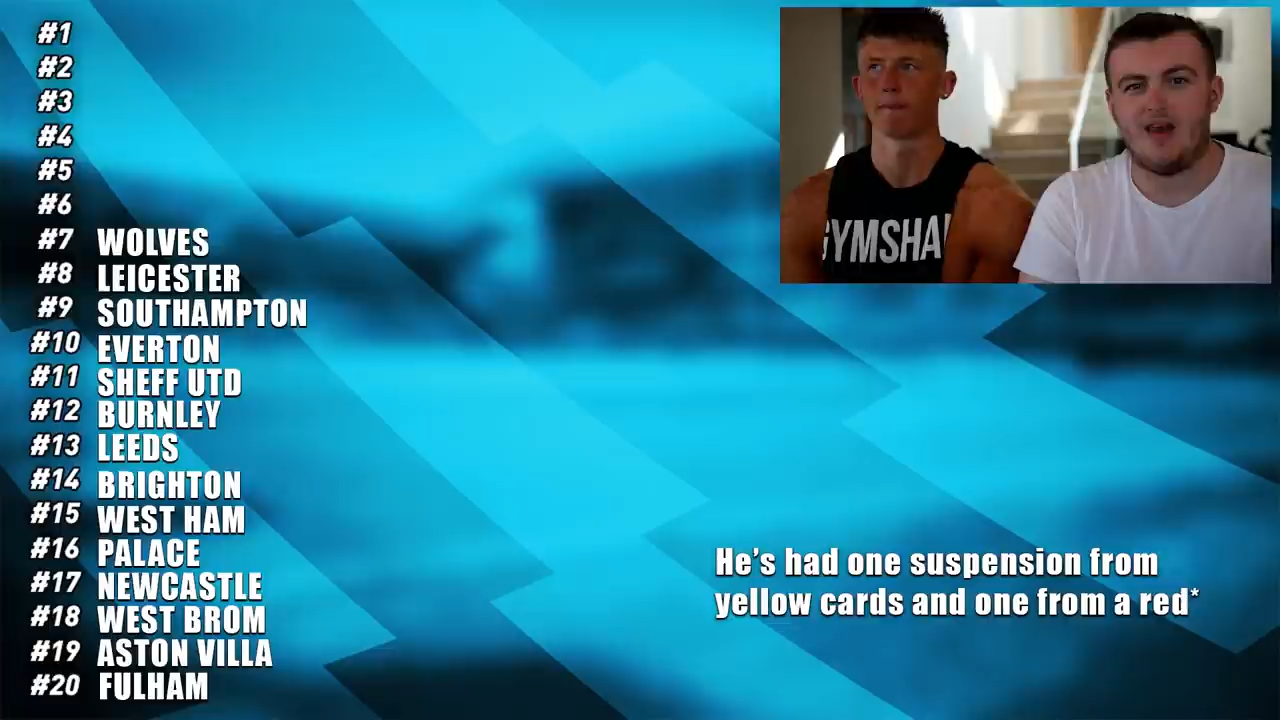 #1
#2
#3
#4
#5
#6
#7 WOLVES
#8 LEICESTER
#9 SOUTHAMPTON
#10 EVERTON
#11 SHEFF UTD
#12 BURNLEY
#13 LEEDS
#14 BRIGHTON
#15 WEST HAM
#16 PALACE
#17 NEWCASTLE
#18 WEST BROM
#19 ASTON VILLA
#20 FULHAM
GYMSHA
He’s had one suspension from
yellow cards and one from a red*